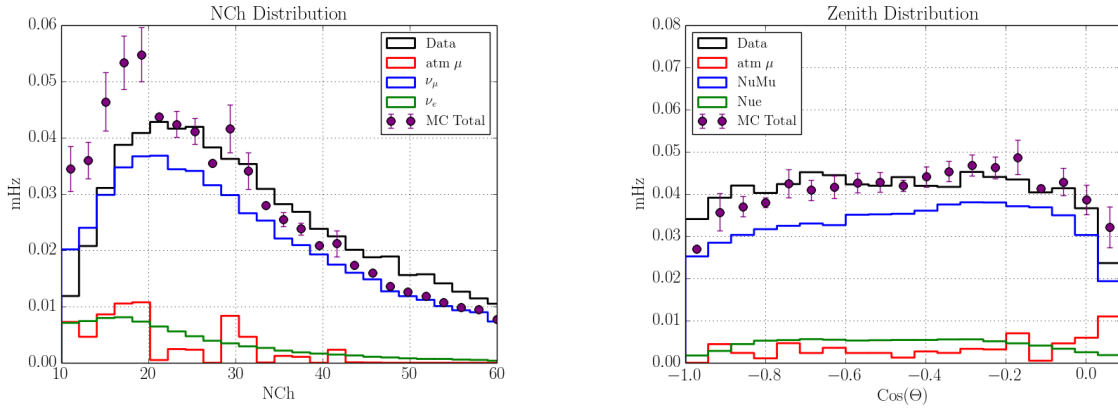 NCh Distribution
0.06
0.05
0.04
0.03
0.02
0.01
0.00
mHz
10 20 30 40 50 60
NCh
Data
atm μ
ν_μ
ν_e
MC Total
Zenith Distribution
0.08
0.07
0.06
0.05
0.04
0.03
0.02
0.01
0.00
mHz
−1.0 −0.8 −0.6 −0.4 −0.2 0.0
Cos(Θ)
Data
atm μ
NuMu
Nue
MC Total